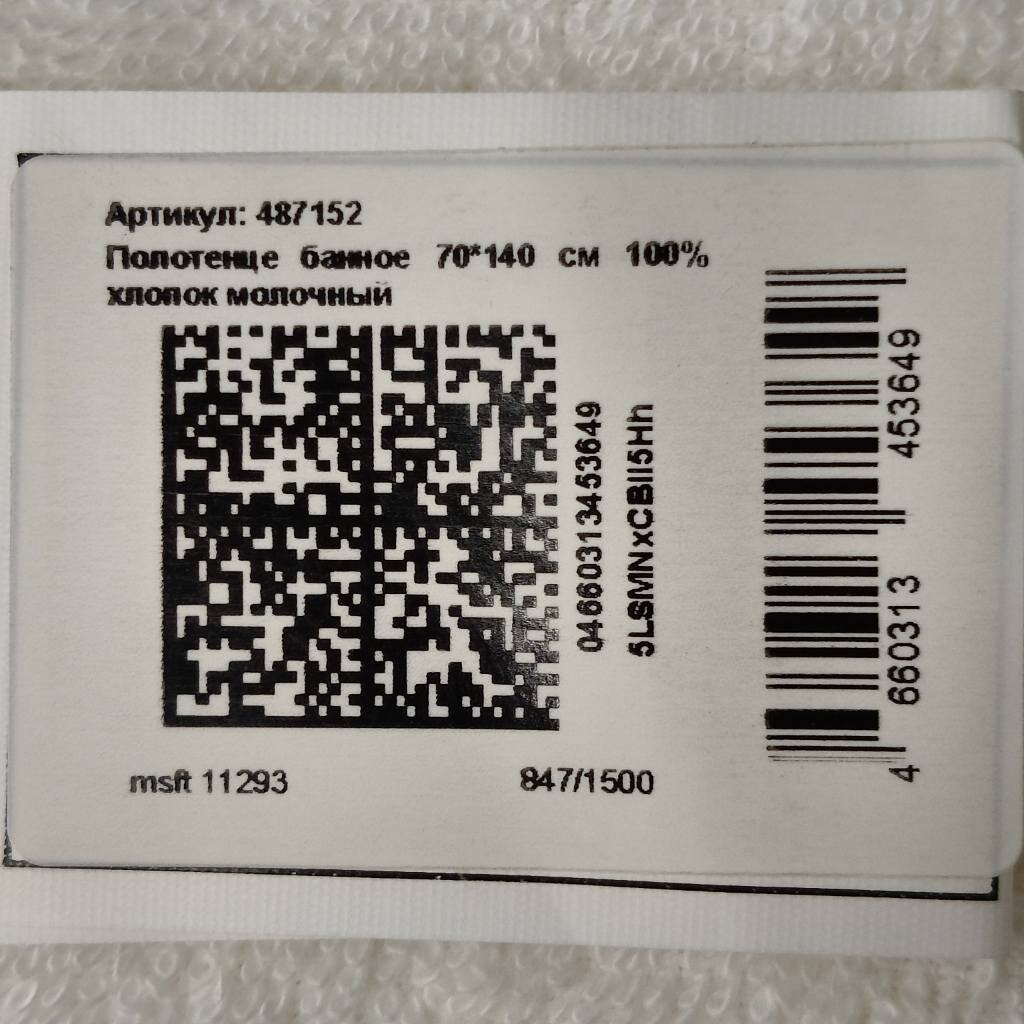 Артикул: 487152
Полотенце банное 70*140 см 100%
хлопок молочный
04660313453649
5LSMNxCBII5Hh
4 660313 453649
msft 11293
847/1500